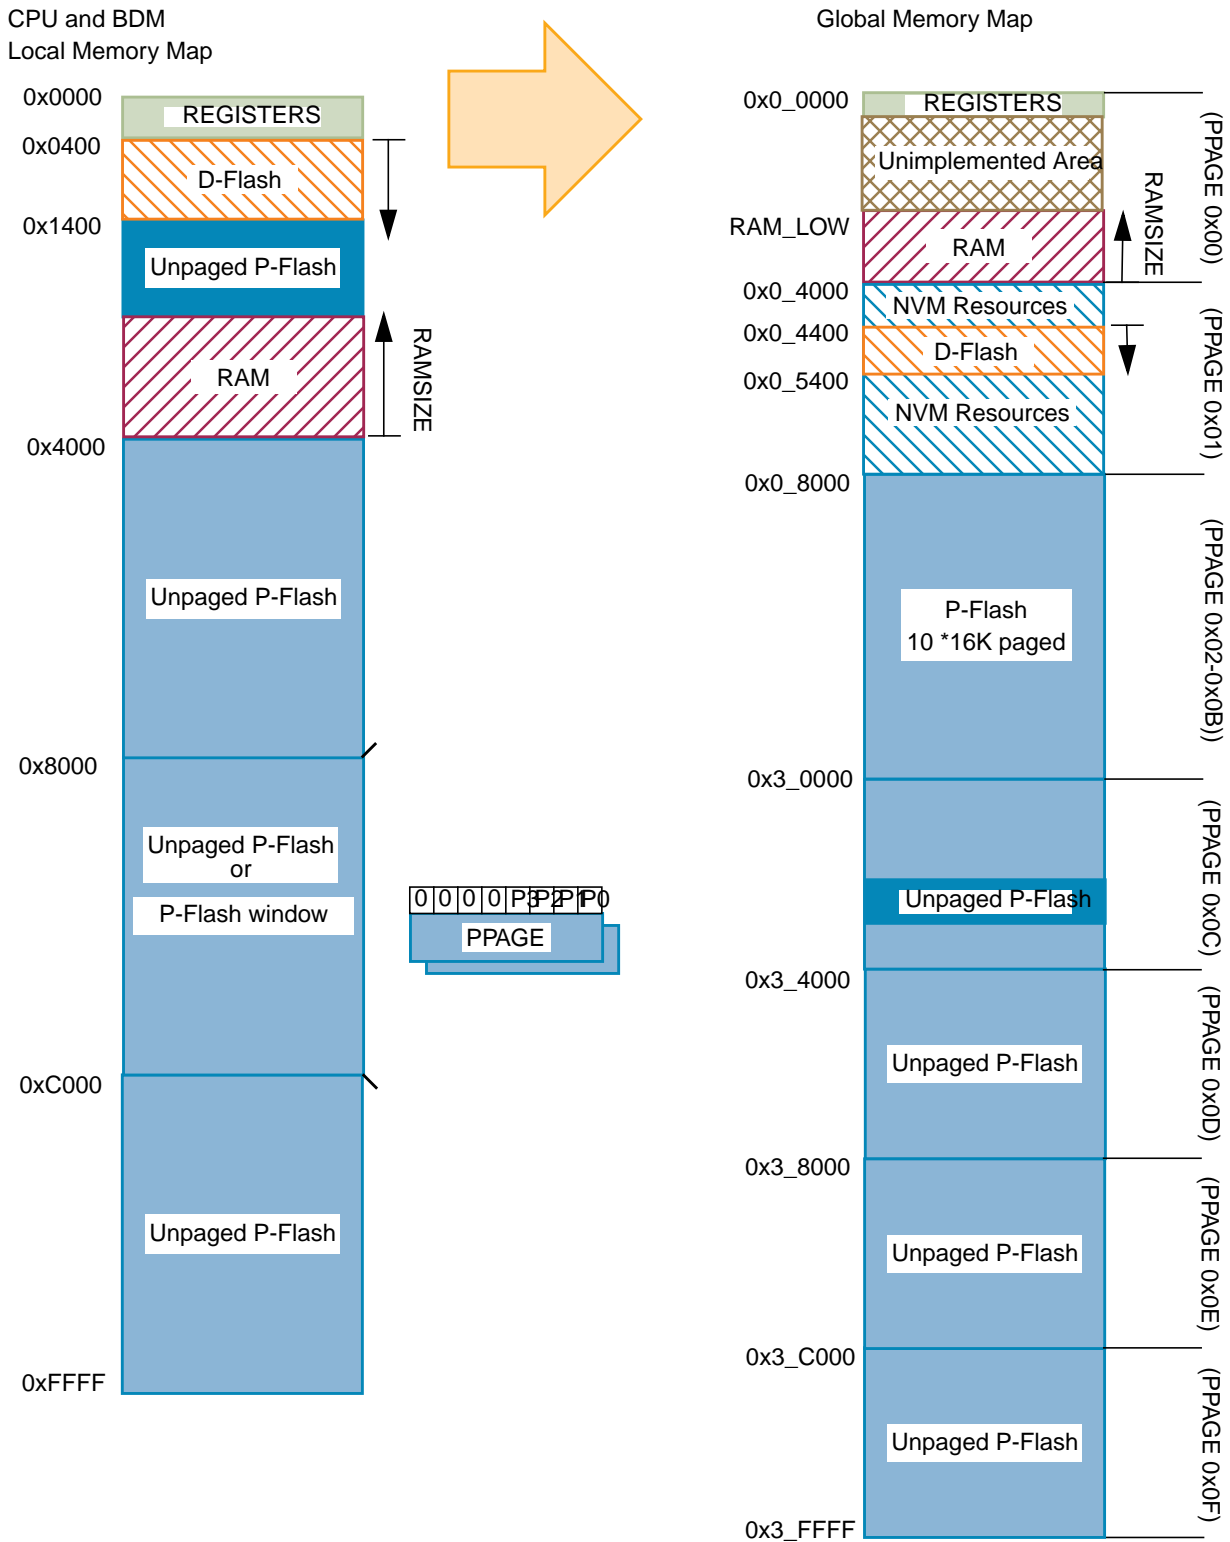 CPU and BDM
Local Memory Map
0x0000
REGISTERS
0x0400
D-Flash
0x1400
Unpaged P-Flash
RAM
RAMSIZE
0x4000
Unpaged P-Flash
0x8000
Unpaged P-Flash
or
P-Flash window
0xC000
Unpaged P-Flash
0xFFFF
0 0 0 0 P3 P2 P1 P0
PPAGE
Global Memory Map
0x0_0000
REGISTERS
Unimplemented Area
RAM_LOW
RAM
RAMSIZE
(PPAGE 0x00)
0x0_4000
NVM Resources
0x0_4400
D-Flash
0x0_5400
NVM Resources
(PPAGE 0x01)
0x0_8000
P-Flash
10 *16K paged
(PPAGE 0x02-0x0B))
0x3_0000
Unpaged P-Flash
(PPAGE 0x0C)
0x3_4000
Unpaged P-Flash
(PPAGE 0x0D)
0x3_8000
Unpaged P-Flash
(PPAGE 0x0E)
0x3_C000
Unpaged P-Flash
(PPAGE 0x0F)
0x3_FFFF